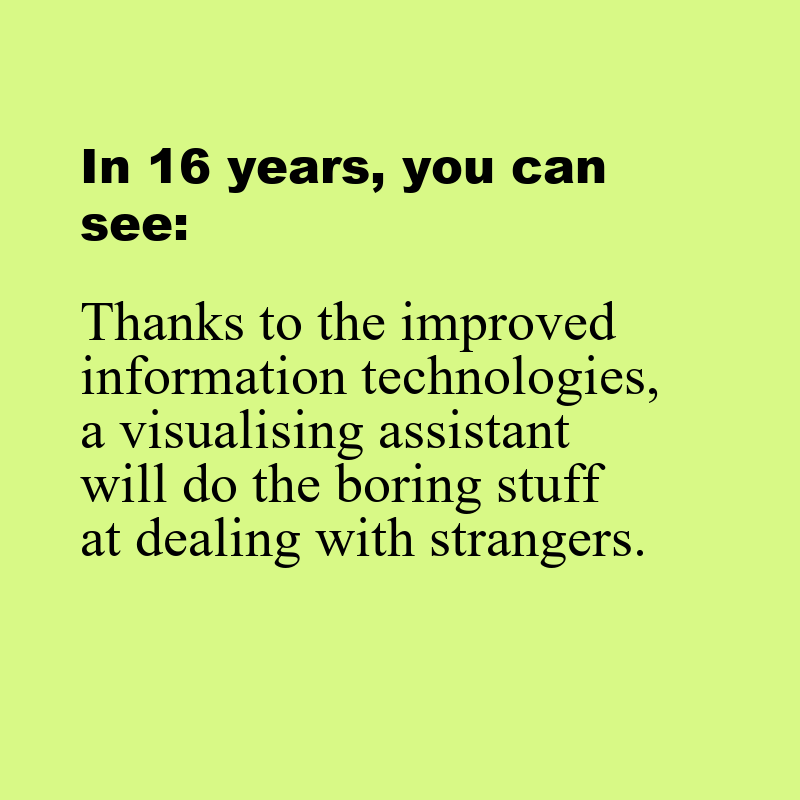 In 16 years, you can
see:
Thanks to the improved
information technologies,
a visualising assistant
will do the boring stuff
at dealing with strangers.